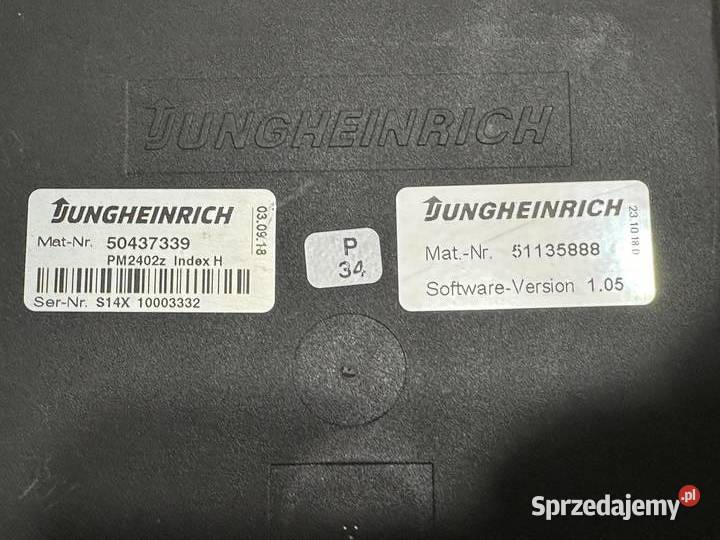 JUNGHEINRICH
JUNGHEINRICH
03.09.18
Mat-Nr. 50437339
PM2402z Index H
Ser-Nr. S14X 10003332
P
34
JUNGHEINRICH
23.10.18
Mat.-Nr. 51135888
Software-Version 1.05
Sprzedajemy.pl